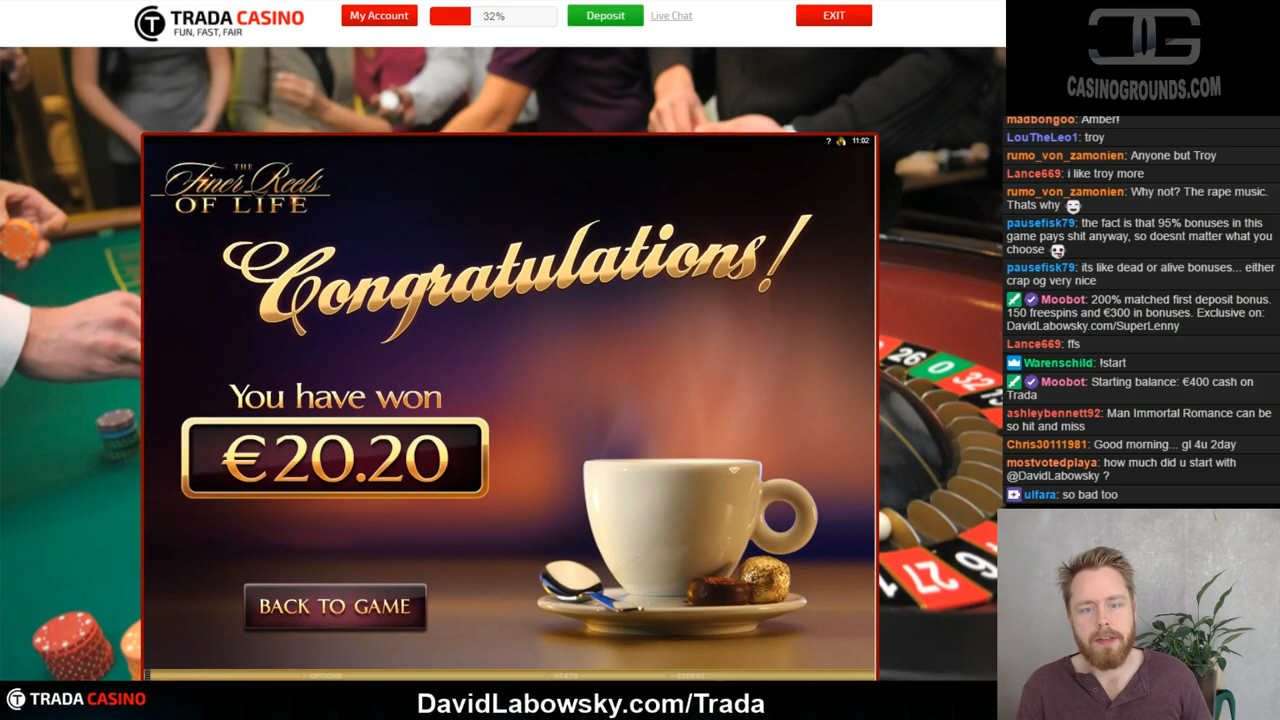 TRADA CASINO
FUN, FAST, FAIR
My Account
32%
Deposit
Live Chat
EXIT
CG
CASINOGROUNDS.COM
? 11:02
THE
Finer Reels
OF LIFE
Congratulations!
You have won
€20.20
BACK TO GAME
26 0 32
27
madbongoo: Amber!
LouTheLeo1: troy
rumo_von_zamonien: Anyone but Troy
Lance669: i like troy more
rumo_von_zamonien: Why not? The rape music.
Thats why
pausefisk79: the fact is that 95% bonuses in this
game pays shit anyway, so doesnt matter what you
choose
pausefisk79: its like dead or alive bonuses... either
crap og very nice
Moobot: 200% matched first deposit bonus.
150 freespins and €300 in bonuses. Exclusive on:
DavidLabowsky.com/SuperLenny
Lance669: ffs
Warenschild: !start
Moobot: Starting balance: €400 cash on
Trada
ashleybennett92: Man Immortal Romance can be
so hit and miss
Chris30111981: Good morning... gl 4u 2day
mostvotedplaya: how much did u start with
@DavidLabowsky ?
ulfara: so bad too
TRADA CASINO
DavidLabowsky.com/Trada